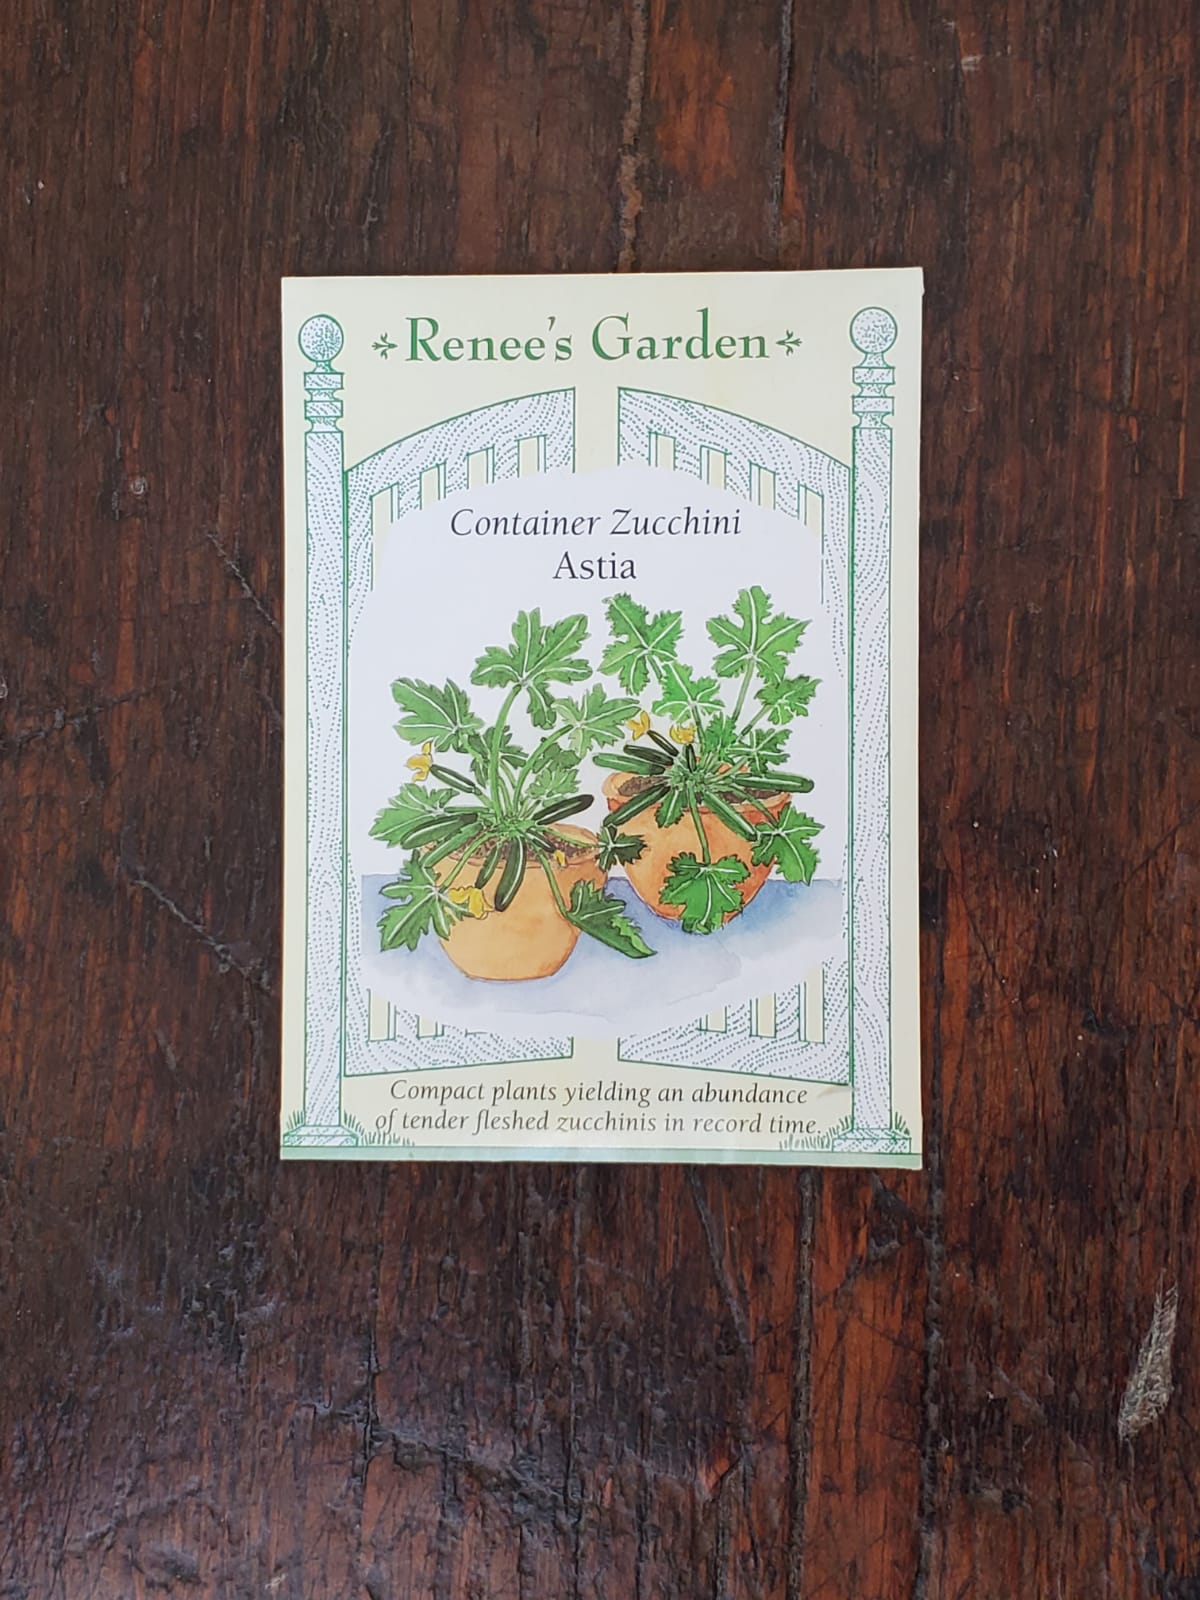 Renee's Garden
Container Zucchini
Astia
Compact plants yielding an abundance
of tender fleshed zucchinis in record time.